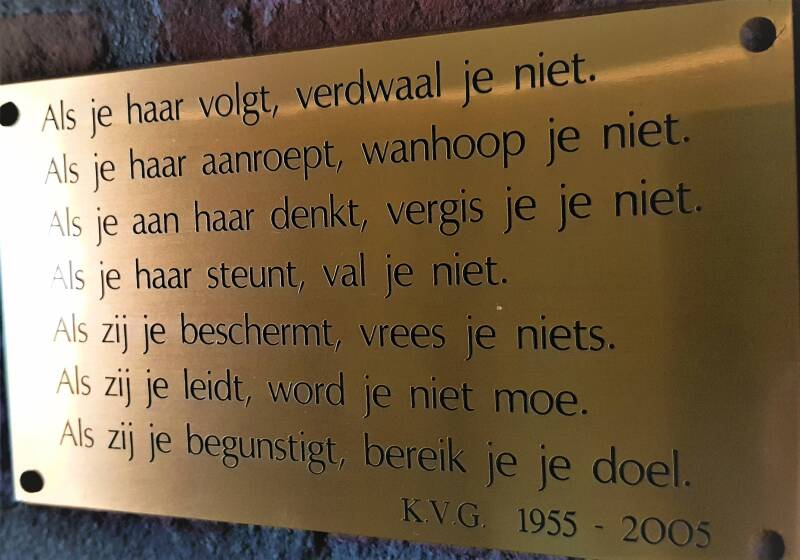 Als je haar volgt, verdwaal je niet.
Als je haar aanroept, wanhoop je niet.
Als je aan haar denkt, vergis je je niet.
Als je haar steunt, val je niet.
Als zij je beschermt, vrees je niets.
Als zij je leidt, word je niet moe.
Als zij je begunstigt, bereik je je doel.
K.V.G. 1955 - 2005